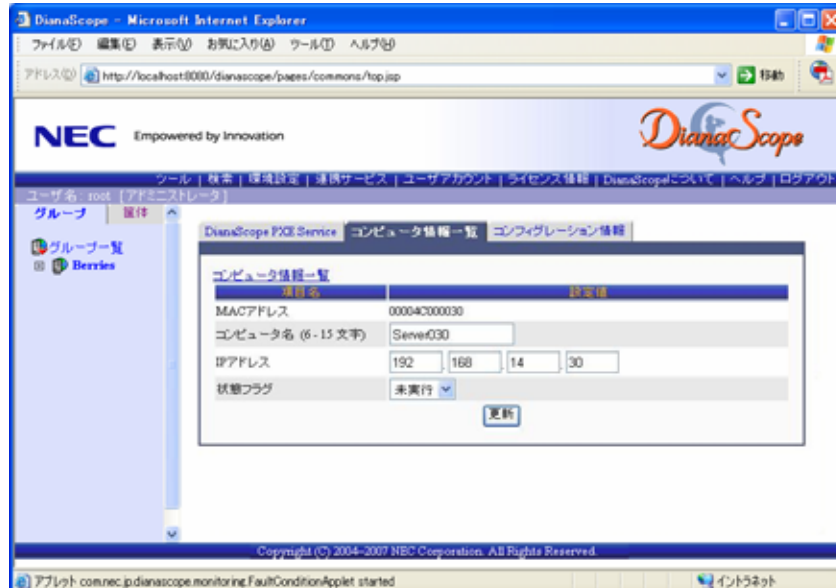 DianaScope - Microsoft Internet Explorer
ファイル(F) 編集(E) 表示(V) お気に入り(A) ツール(T) ヘルプ(H)
アドレス(D) http://localhost:8080/dianascope/pages/commons/top.jsp 移動
NEC Empowered by Innovation DianaScope
ツール | 検索 | 環境設定 | 連携サービス | ユーザアカウント | ライセンス情報 | DianaScopeについて | ヘルプ | ログアウト
ユーザ名: root [アドミニストレータ]
グループ 筐体
グループ一覧
Berries
DianaScope PXE Service コンピュータ情報一覧 コンフィグレーション情報
コンピュータ情報一覧
項目名 設定値
MACアドレス 00004C000030
コンピュータ名 (6-15 文字) Server030
IPアドレス 192 . 168 . 14 . 30
状態フラグ 未実行
更新
Copyright (C) 2004-2007 NEC Corporation. All Rights Reserved.
アプレット com.nec.jp.dianascope.monitoring.FaultConditionApplet started イントラネット